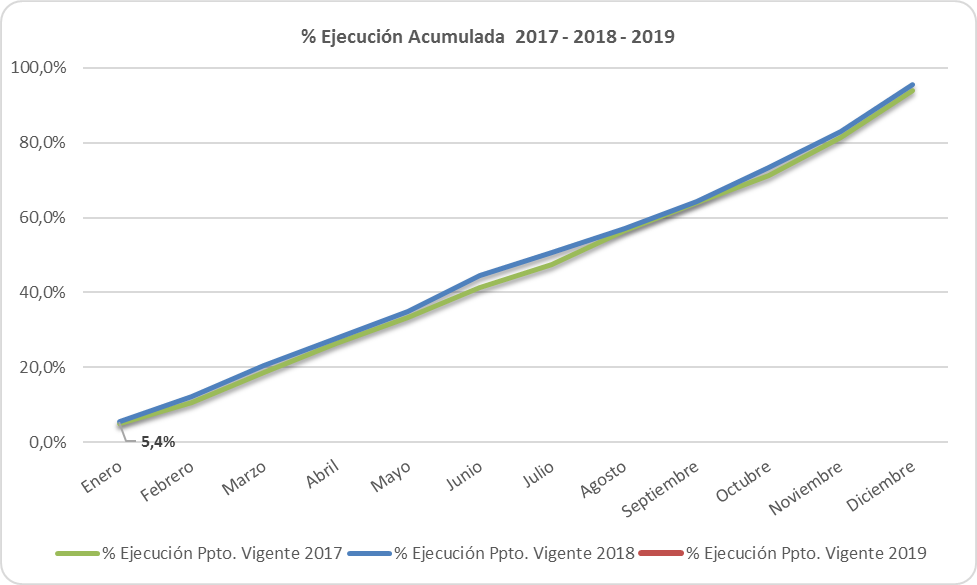 % Ejecución Acumulada 2017 - 2018 - 2019
100,0%
80,0%
60,0%
40,0%
20,0%
0,0%
5,4%
Enero
Febrero
Marzo
Abril
Mayo
Junio
Julio
Agosto
Septiembre
Octubre
Noviembre
Diciembre
% Ejecución Ppto. Vigente 2017
% Ejecución Ppto. Vigente 2018
% Ejecución Ppto. Vigente 2019